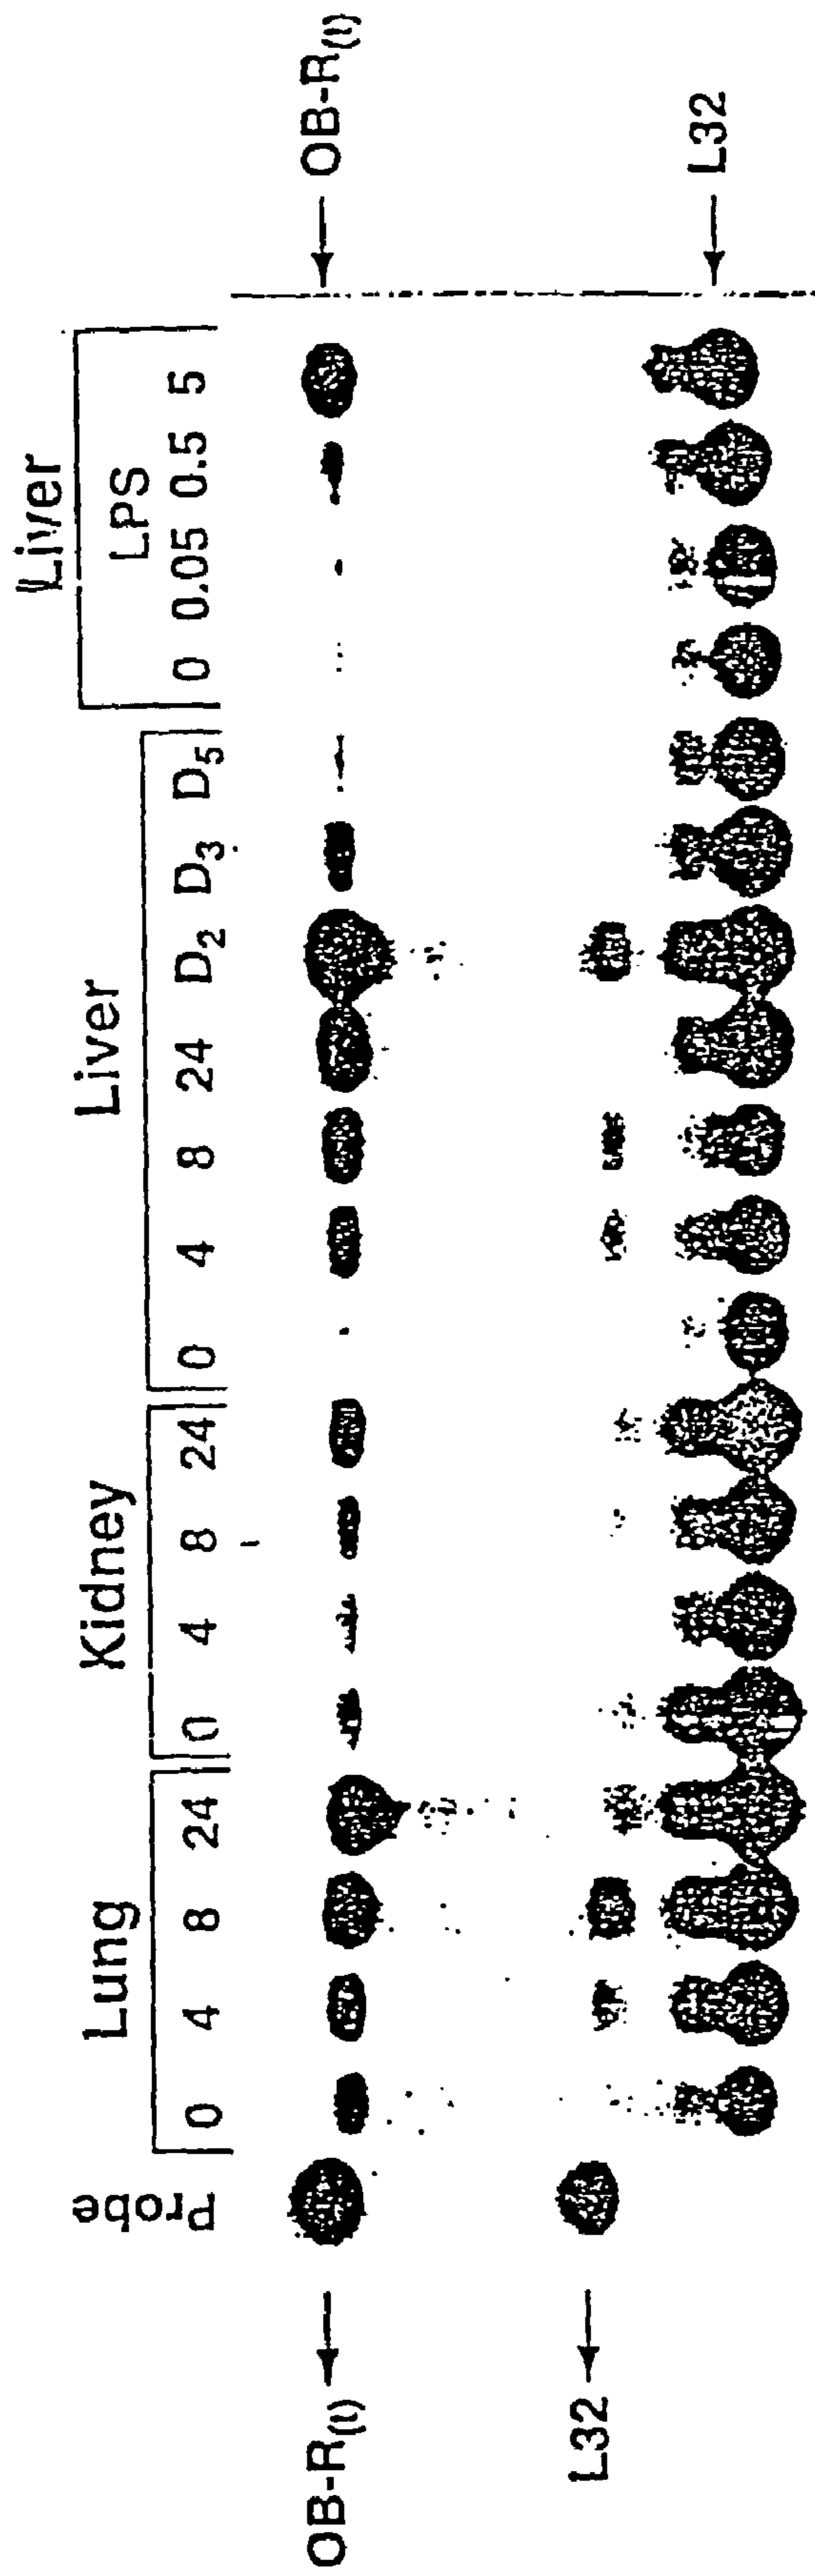 Lung Kidney Liver Liver
LPS
Probe 0 4 8 24 0 4 8 24 0 4 8 24 D2 D3 D5 0 0.05 0.5 5
OB-R(t) OB-R(t)
L32 L32